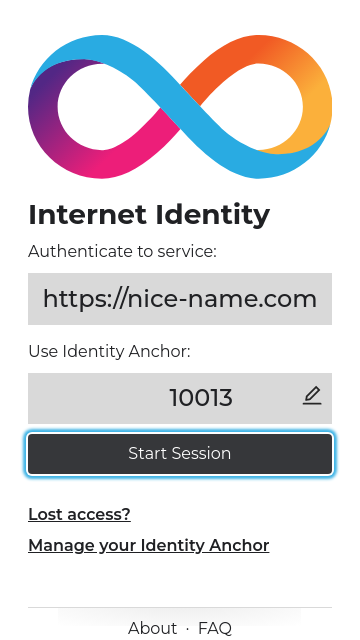 Internet Identity
Authenticate to service:
https://nice-name.com
Use Identity Anchor:
10013
Start Session
Lost access?
Manage your Identity Anchor
About · FAQ